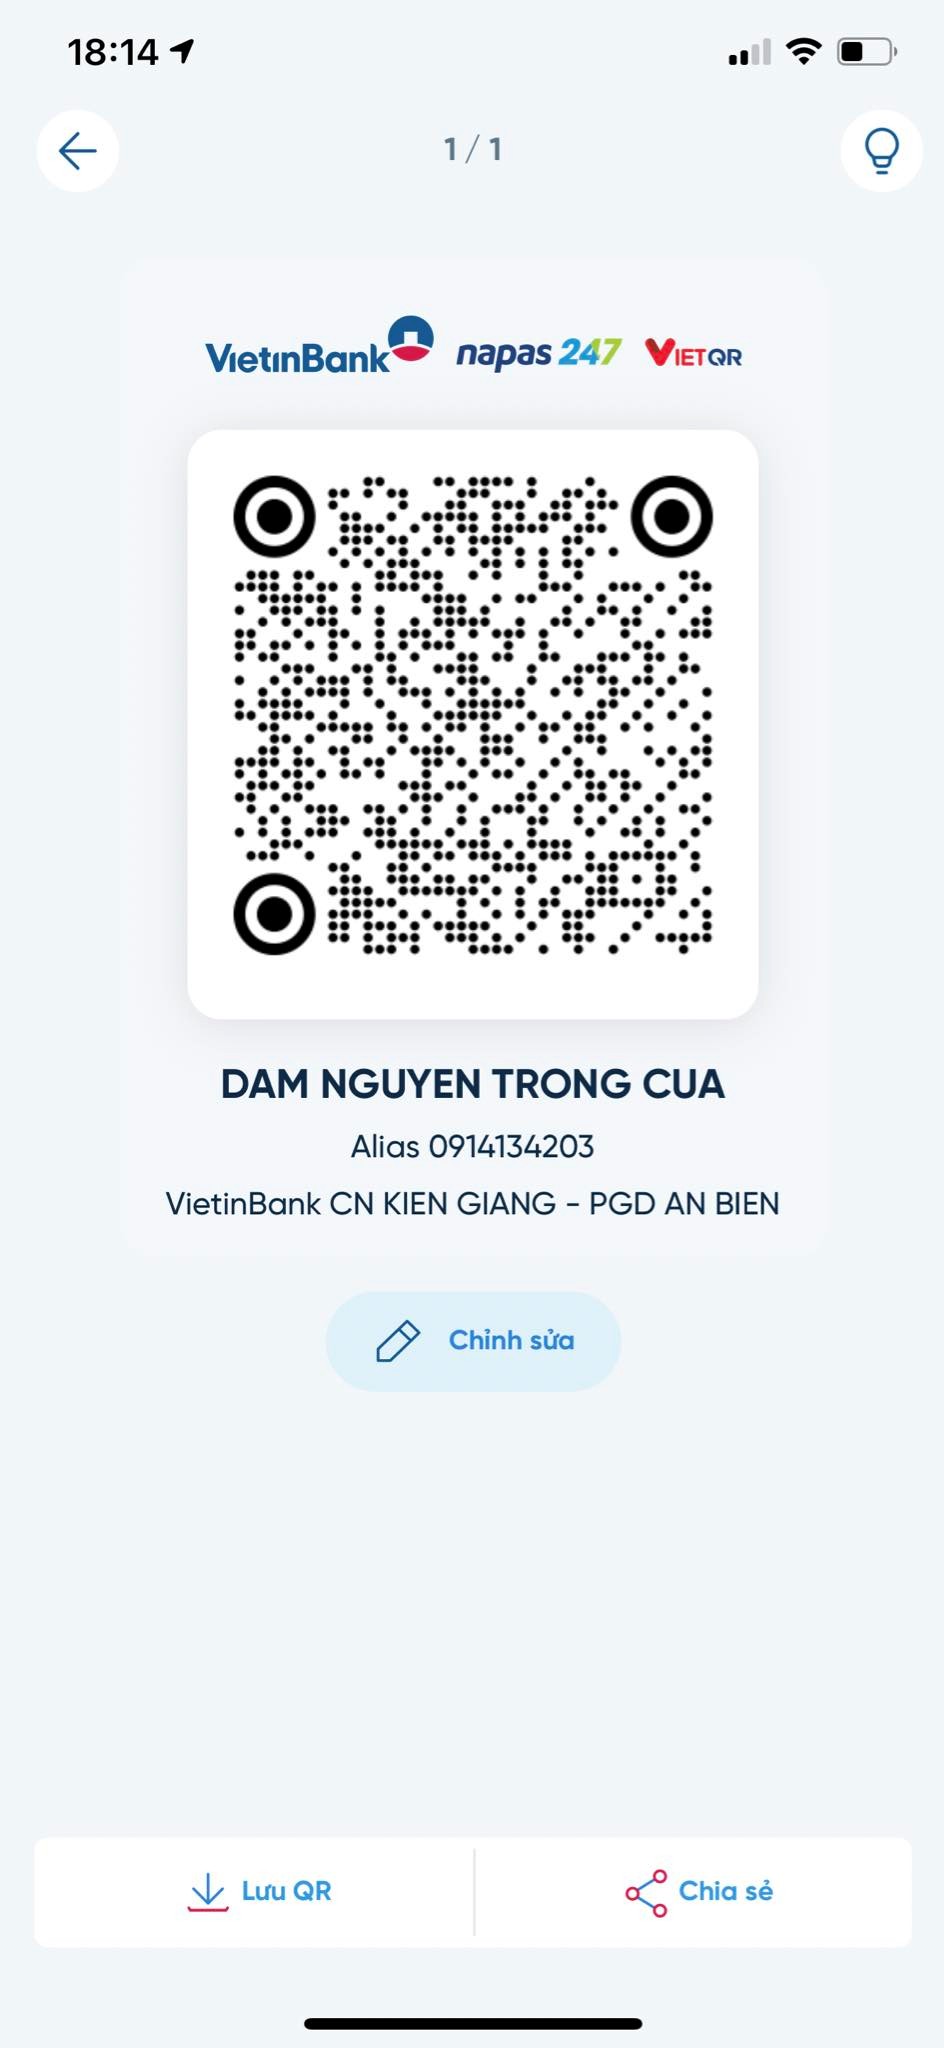 18:14
1 / 1
VietinBank napas 247 VIETQR
DAM NGUYEN TRONG CUA
Alias 0914134203
VietinBank CN KIEN GIANG - PGD AN BIEN
Chỉnh sửa
Lưu QR
Chia sẻ